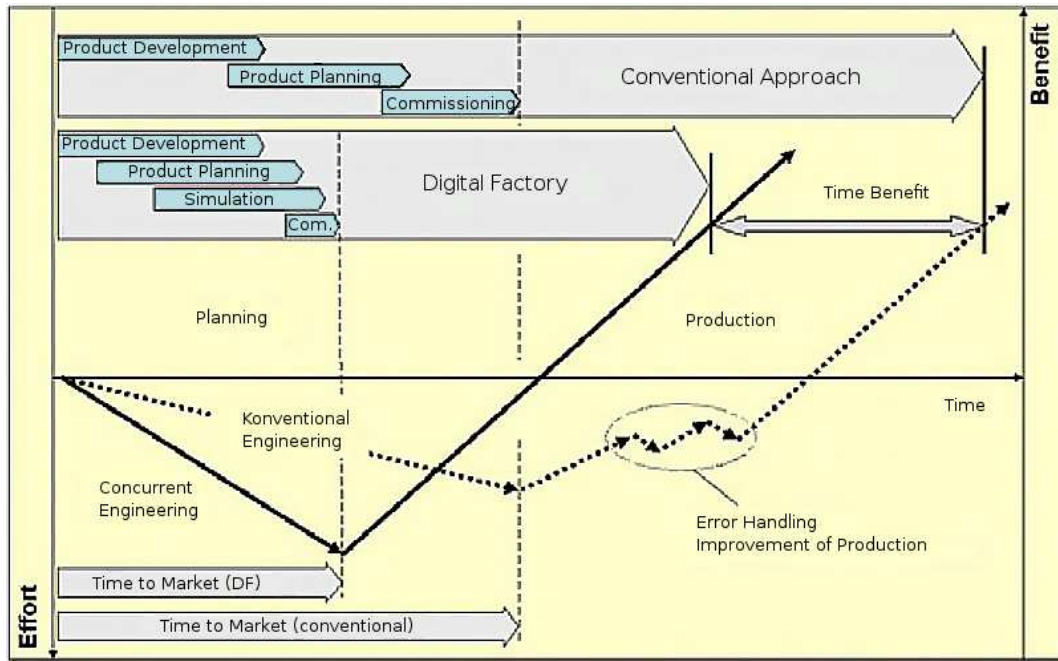 Product Development
Product Planning
Commissioning
Conventional Approach
Benefit
Product Development
Product Planning
Simulation
Com.
Digital Factory
Time Benefit
Planning
Production
Time
Konventional
Engineering
Concurrent
Engineering
Error Handling
Improvement of Production
Time to Market (DF)
Time to Market (conventional)
Effort